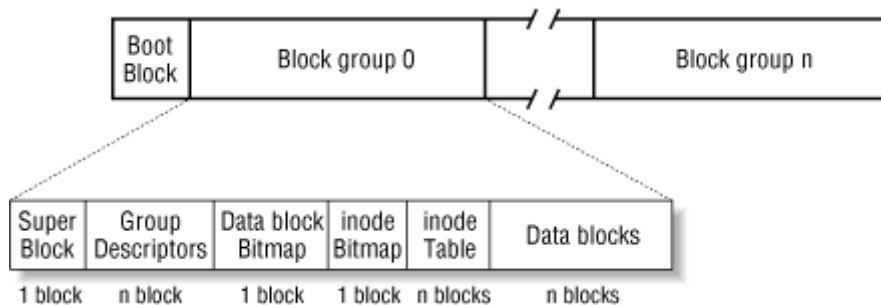 Boot
Block
Block group 0
Block group n
Super
Block
Group
Descriptors
Data block
Bitmap
inode
Bitmap
inode
Table
Data blocks
1 block
n block
1 block
1 block
n blocks
n blocks